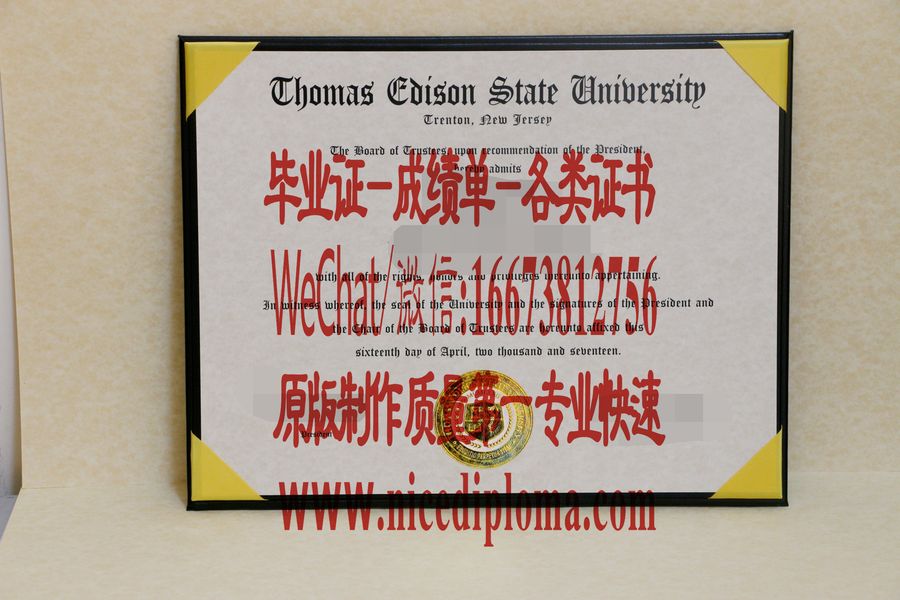 Thomas Edison State University
Trenton, New Jersey
The Board of Trustees, upon recommendation of the President,
hereby admits
毕业证一成绩单一各类证书
with all of the rights, honors and privileges thereunto appertaining.
WeChat/微信:16673812756
In witness whereof, the seal of the University and the signatures of the President and
the Chair of the Board of Trustees are hereunto affixed this
sixteenth day of April, two thousand and seventeen.
原版制作质量第一专业快速
President
www.nicediploma.com